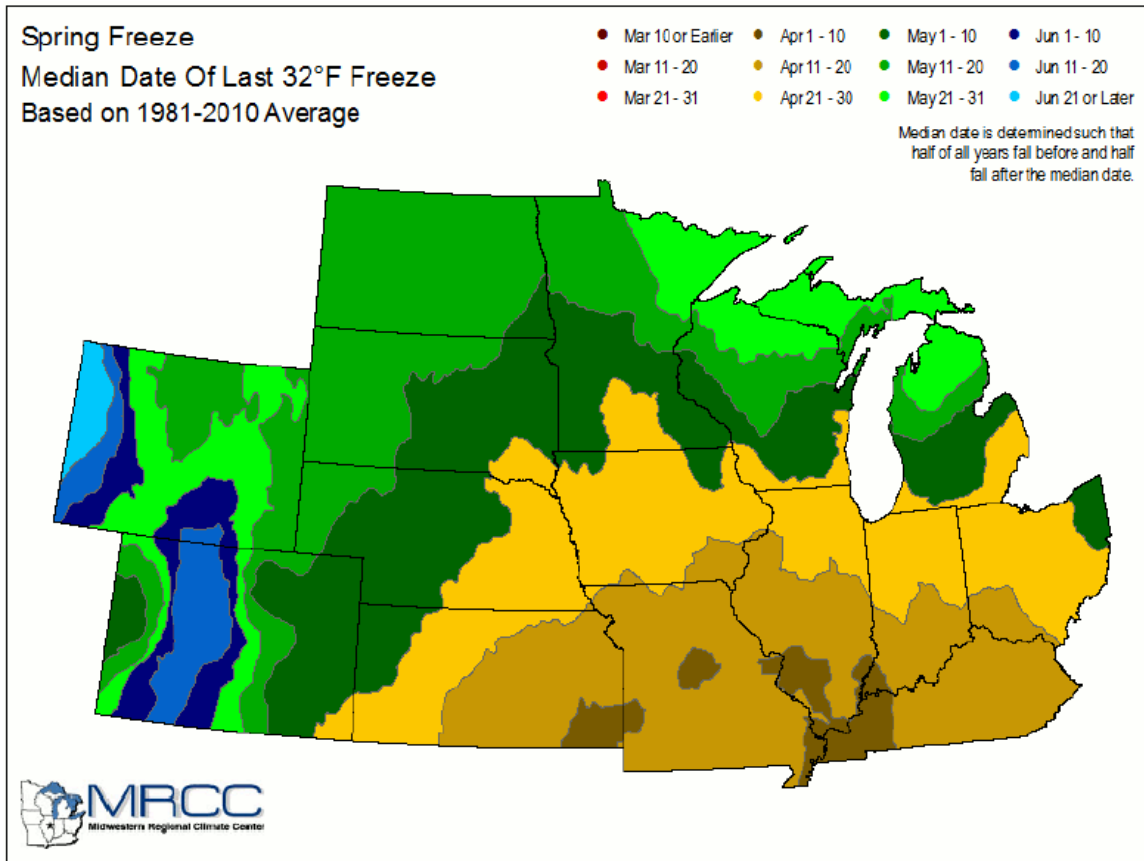 Spring Freeze
Median Date Of Last 32°F Freeze
Based on 1981-2010 Average
Mar 10 or Earlier
Mar 11 - 20
Mar 21 - 31
Apr 1 - 10
Apr 11 - 20
Apr 21 - 30
May 1 - 10
May 11 - 20
May 21 - 31
Jun 1 - 10
Jun 11 - 20
Jun 21 or Later
Median date is determined such that
half of all years fall before and half
fall after the median date.
MRCC
Midwestern Regional Climate Center